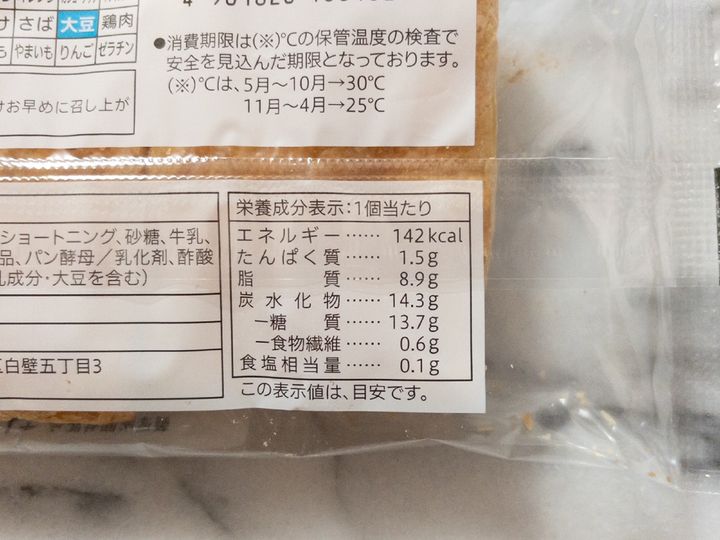 さば 大豆 鶏肉
やまいも りんご ゼラチン
●消費期限は(※)℃の保管温度の検査で
安全を見込んだ期限となっております。
(※)℃は、5月～10月→30℃
11月～4月→25℃
お早めに召し上が
ショートニング、砂糖、牛乳、
品、パン酵母／乳化剤、酢酸
乳成分・大豆を含む)
白壁五丁目3
栄養成分表示:1個当たり
エネルギー…… 142kcal
たんぱく質…… 1.5g
脂質…… 8.9g
炭水化物…… 14.3g
－糖質…… 13.7g
－食物繊維…… 0.6g
食塩相当量…… 0.1g
この表示値は、目安です。